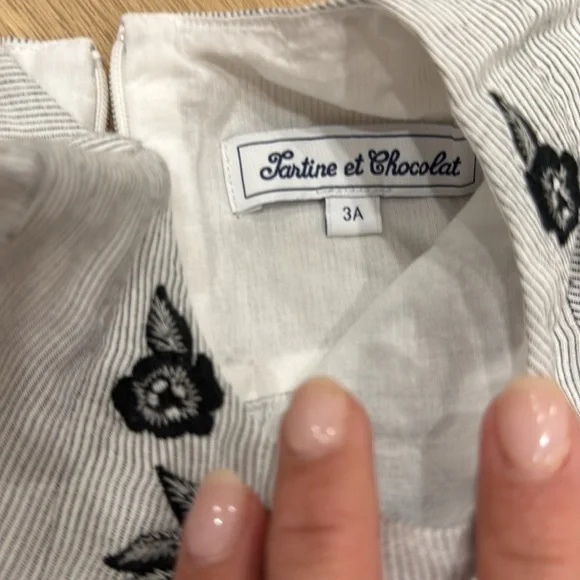 Tartine et Chocolat
3A